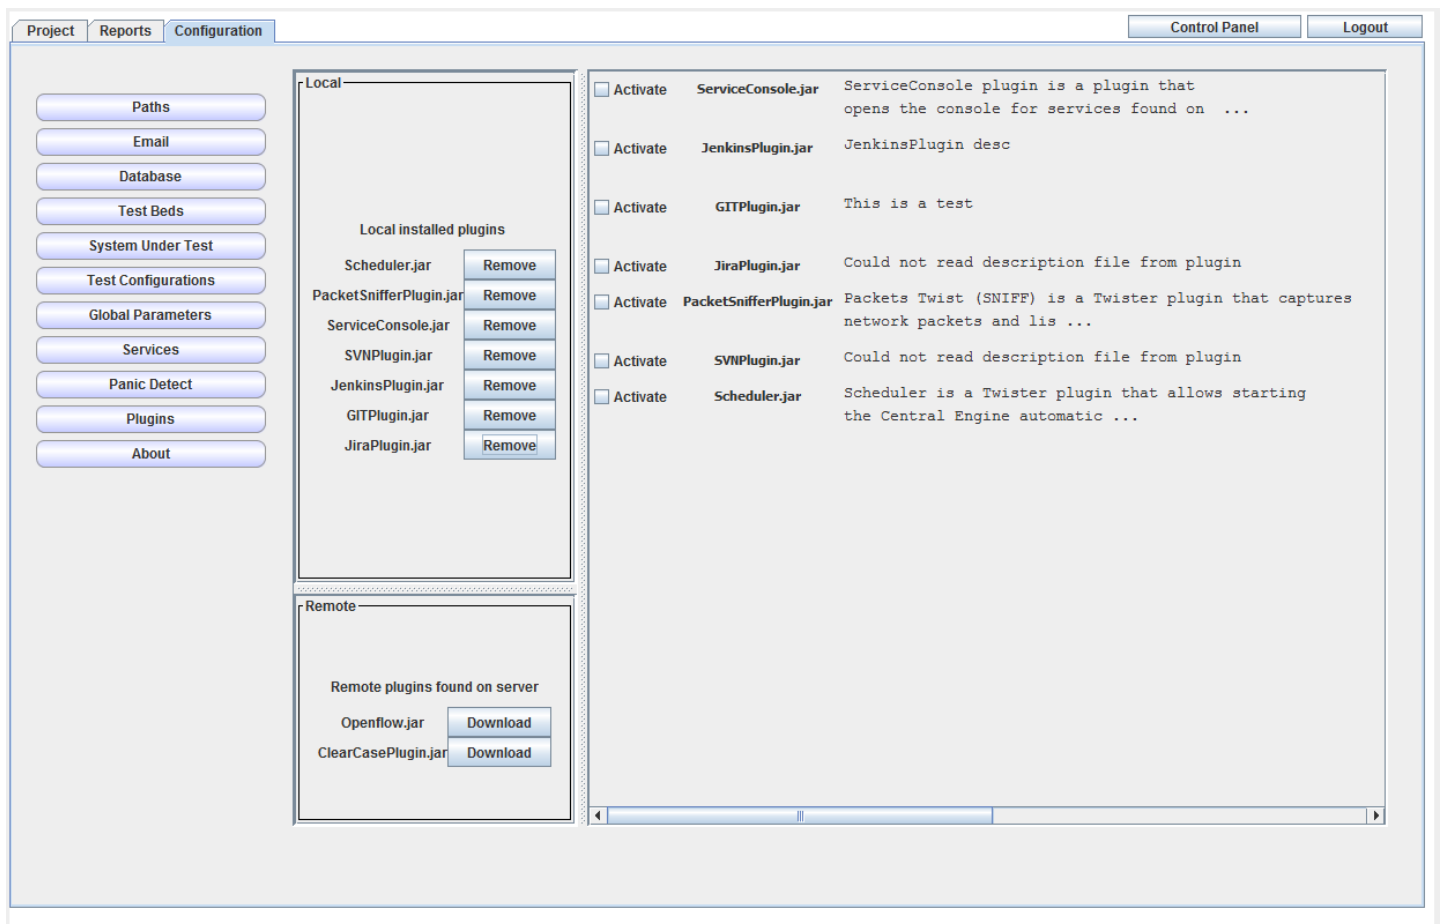 Project Reports Configuration Control Panel Logout
Paths
Email
Database
Test Beds
System Under Test
Test Configurations
Global Parameters
Services
Panic Detect
Plugins
About
Local
Local installed plugins
Scheduler.jar Remove
PacketSnifferPlugin.jar Remove
ServiceConsole.jar Remove
SVNPlugin.jar Remove
JenkinsPlugin.jar Remove
GITPlugin.jar Remove
JiraPlugin.jar Remove
Remote
Remote plugins found on server
Openflow.jar Download
ClearCasePlugin.jar Download
Activate ServiceConsole.jar ServiceConsole plugin is a plugin that
opens the console for services found on ...
Activate JenkinsPlugin.jar JenkinsPlugin desc
Activate GITPlugin.jar This is a test
Activate JiraPlugin.jar Could not read description file from plugin
Activate PacketSnifferPlugin.jar Packets Twist (SNIFF) is a Twister plugin that captures
network packets and lis ...
Activate SVNPlugin.jar Could not read description file from plugin
Activate Scheduler.jar Scheduler is a Twister plugin that allows starting
the Central Engine automatic ...